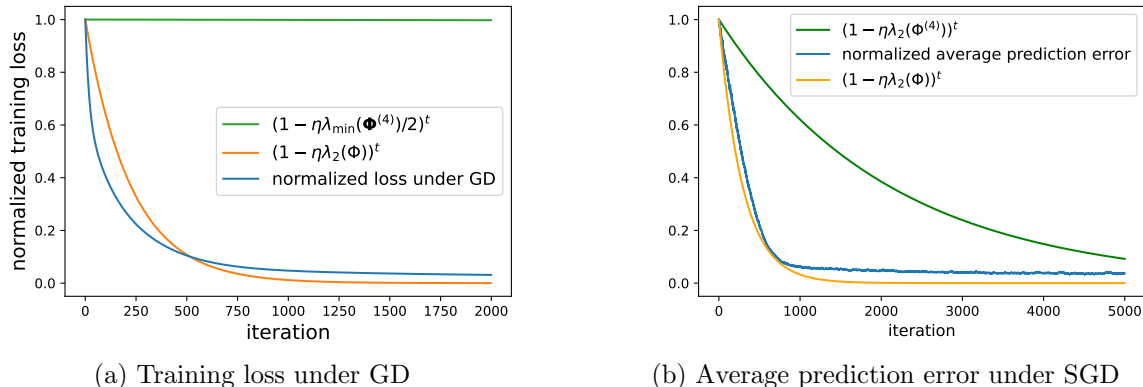 1.0
0.8
0.6
0.4
0.2
0.0
normalized training loss
(1 − ηλ_min(Φ^(4))/2)^t
(1 − ηλ₂(Φ))^t
normalized loss under GD
0 250 500 750 1000 1250 1500 1750 2000
iteration
(a) Training loss under GD
1.0
0.8
0.6
0.4
0.2
0.0
(1 − ηλ₂(Φ^(4)))^t
normalized average prediction error
(1 − ηλ₂(Φ))^t
0 1000 2000 3000 4000 5000
iteration
(b) Average prediction error under SGD